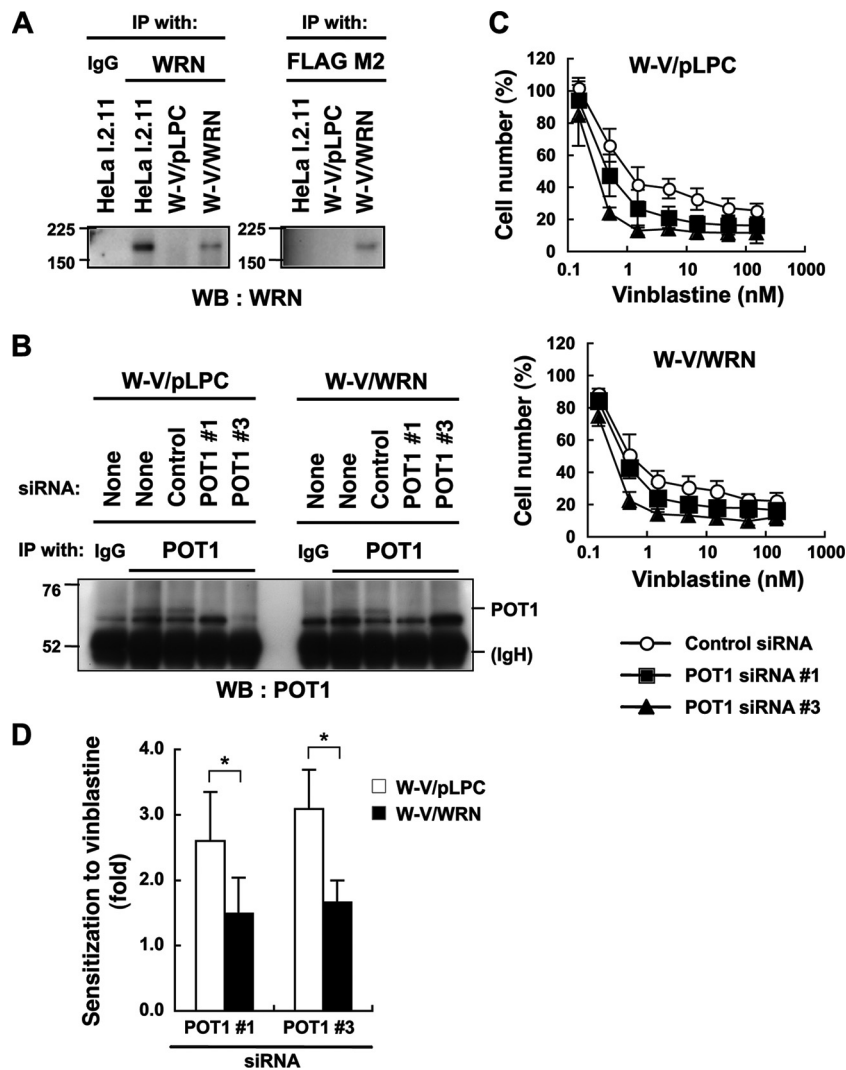 A
IP with:
IgG
WRN
HeLa I.2.11
HeLa I.2.11
W-V/pLPC
W-V/WRN
225
150
IP with:
FLAG M2
HeLa I.2.11
W-V/pLPC
W-V/WRN
225
150
WB : WRN
B
W-V/pLPC
W-V/WRN
siRNA:
None
None
Control
POT1 #1
POT1 #3
None
None
Control
POT1 #1
POT1 #3
IP with:
IgG
POT1
IgG
POT1
76
52
POT1
(IgH)
WB : POT1
C
W-V/pLPC
Cell number (%)
120
100
80
60
40
20
0
0.1
1
10
100
1000
Vinblastine (nM)
W-V/WRN
Cell number (%)
100
80
60
40
20
0
0.1
1
10
100
1000
Vinblastine (nM)
Control siRNA
POT1 siRNA #1
POT1 siRNA #3
D
Sensitization to vinblastine
(fold)
4.0
3.0
2.0
1.0
0.0
*
*
W-V/pLPC
W-V/WRN
POT1 #1
POT1 #3
siRNA